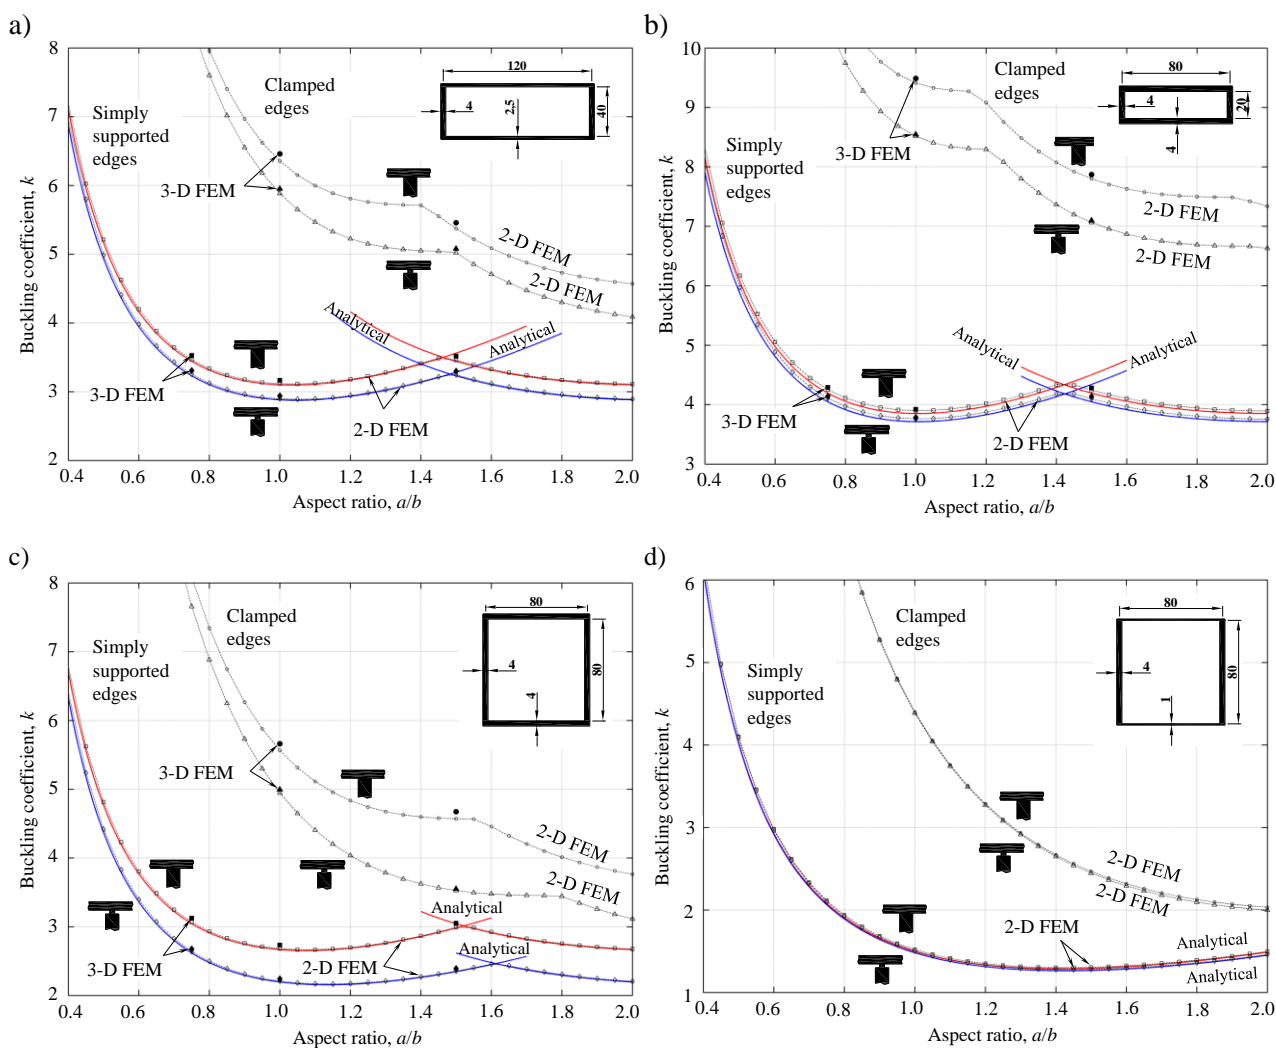 a)
8
7
6
5
4
3
2
0.4
0.6
0.8
1.0
1.2
1.4
1.6
1.8
2.0
Buckling coefficient, k
Aspect ratio, a/b
Simply
supported
edges
Clamped
edges
3-D FEM
3-D FEM
2-D FEM
2-D FEM
2-D FEM
Analytical
Analytical
120
4
2,5
40
b)
10
9
8
7
6
5
4
3
0.4
0.6
0.8
1.0
1.2
1.4
1.6
1.8
2.0
Buckling coefficient, k
Aspect ratio, a/b
Simply
supported
edges
Clamped
edges
3-D FEM
3-D FEM
2-D FEM
2-D FEM
2-D FEM
Analytical
Analytical
80
4
4
20
c)
8
7
6
5
4
3
2
0.4
0.6
0.8
1.0
1.2
1.4
1.6
1.8
2.0
Buckling coefficient, k
Aspect ratio, a/b
Simply
supported
edges
Clamped
edges
3-D FEM
3-D FEM
2-D FEM
2-D FEM
2-D FEM
Analytical
Analytical
80
4
4
80
d)
6
5
4
3
2
1
0.4
0.6
0.8
1.0
1.2
1.4
1.6
1.8
2.0
Buckling coefficient, k
Aspect ratio, a/b
Simply
supported
edges
Clamped
edges
2-D FEM
2-D FEM
2-D FEM
Analytical
Analytical
80
4
1
80